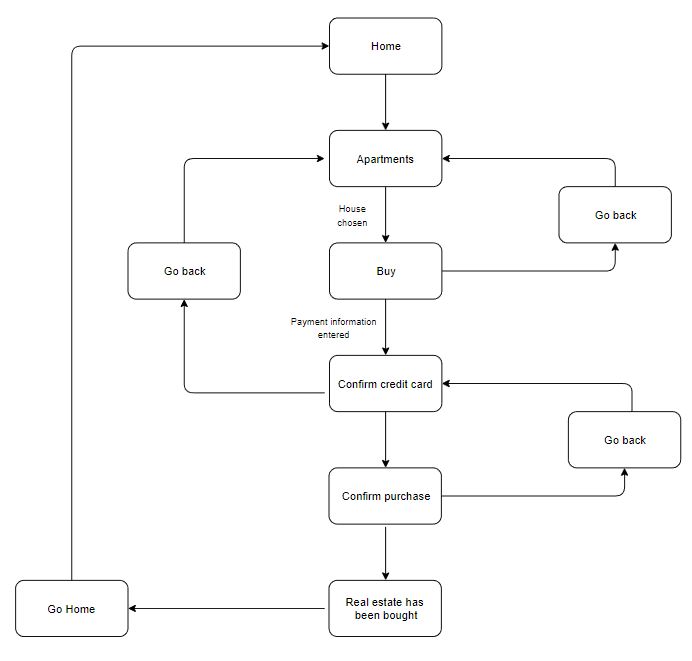 Home
Apartments
House
chosen
Go back
Go back
Buy
Payment information
entered
Confirm credit card
Go back
Confirm purchase
Go Home
Real estate has
been bought